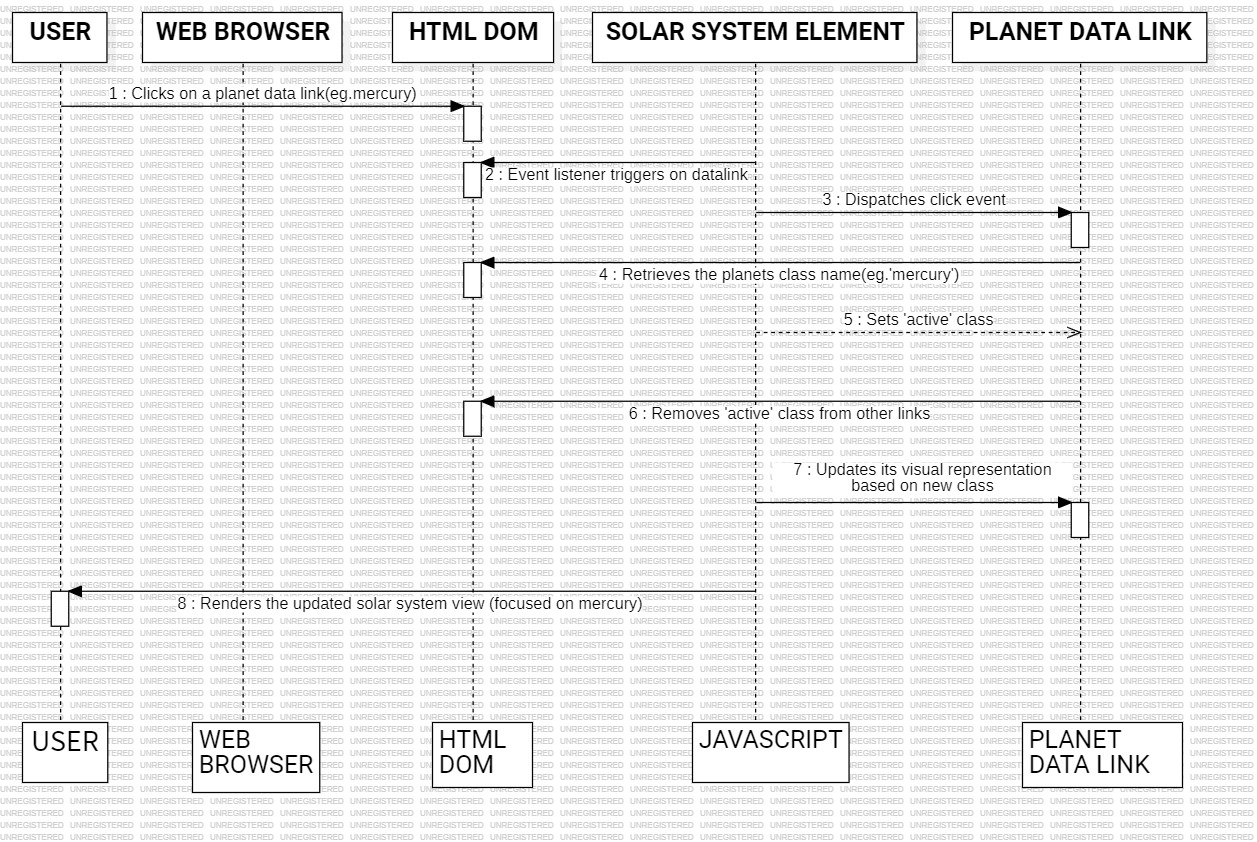 USER
WEB BROWSER
HTML DOM
SOLAR SYSTEM ELEMENT
PLANET DATA LINK
1 : Clicks on a planet data link(eg.mercury)
2 : Event listener triggers on datalink
3 : Dispatches click event
4 : Retrieves the planets class name(eg.'mercury')
5 : Sets 'active' class
6 : Removes 'active' class from other links
7 : Updates its visual representation
based on new class
8 : Renders the updated solar system view (focused on mercury)
USER
WEB
BROWSER
HTML
DOM
JAVASCRIPT
PLANET
DATA LINK
UNREGISTERED